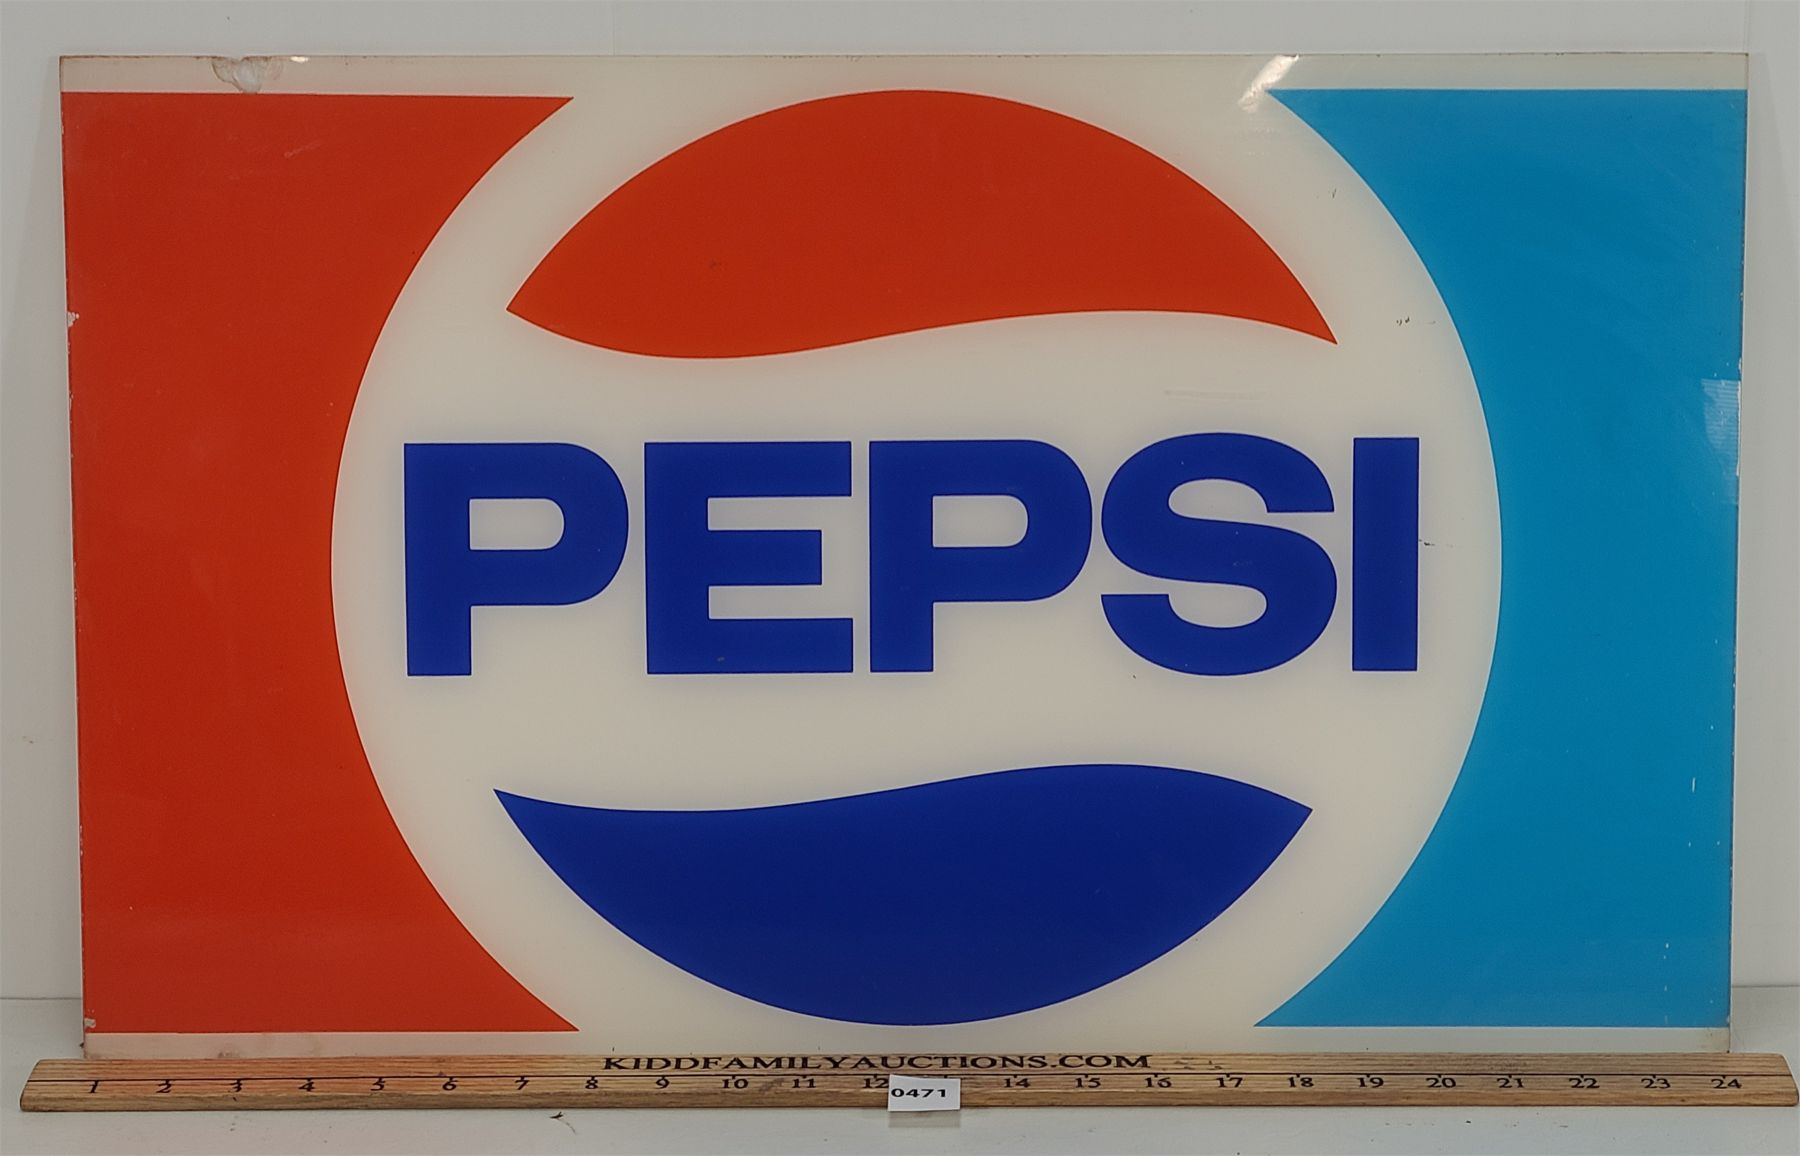 PEPSI
KIDDFAMILYAUCTIONS.COM
1 2 3 4 5 6 7 8 9 10 11 12 14 15 16 17 18 19 20 21 22 23 24
0471